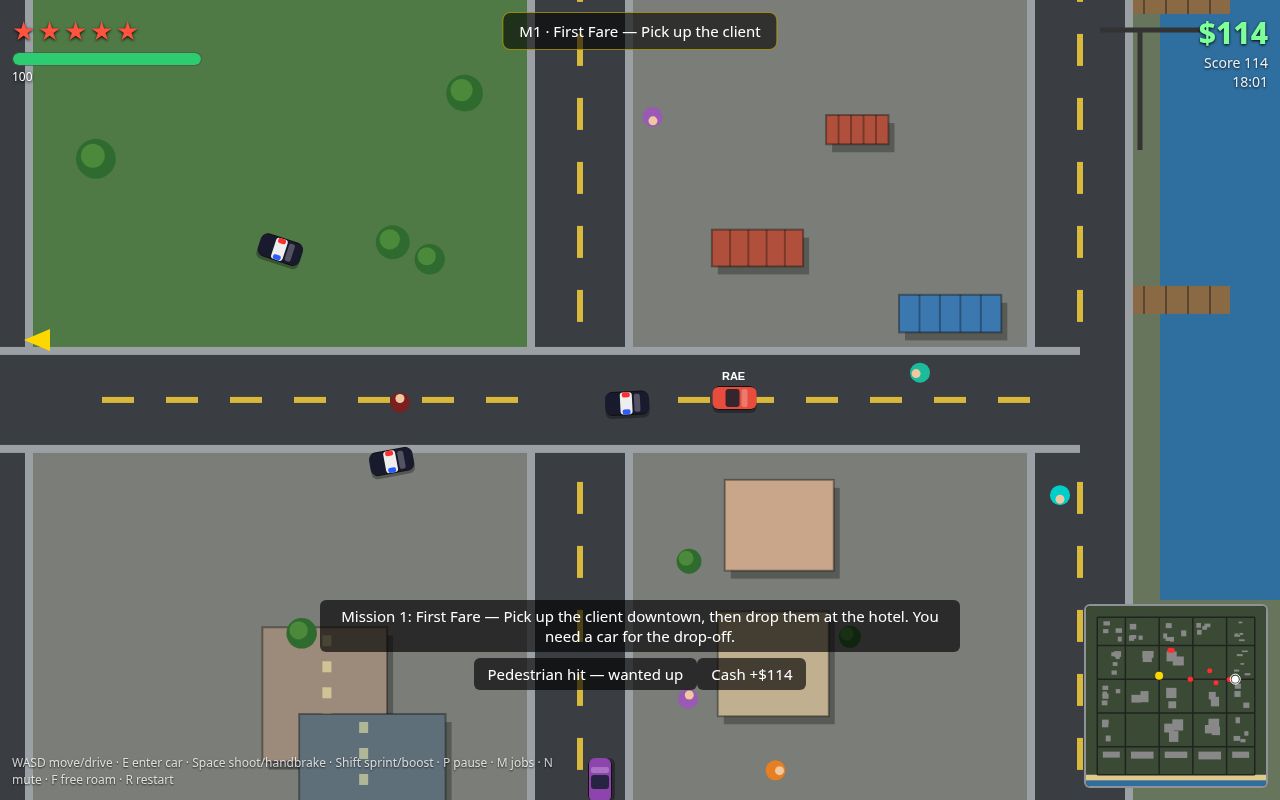 M1 · First Fare — Pick up the client
$114
Score 114
18:01
100
RAE
Mission 1: First Fare — Pick up the client downtown, then drop them at the hotel. You
need a car for the drop-off.
Pedestrian hit — wanted up
Cash +$114
WASD move/drive · E enter car · Space shoot/handbrake · Shift sprint/boost · P pause · M jobs · N
mute · F free roam · R restart